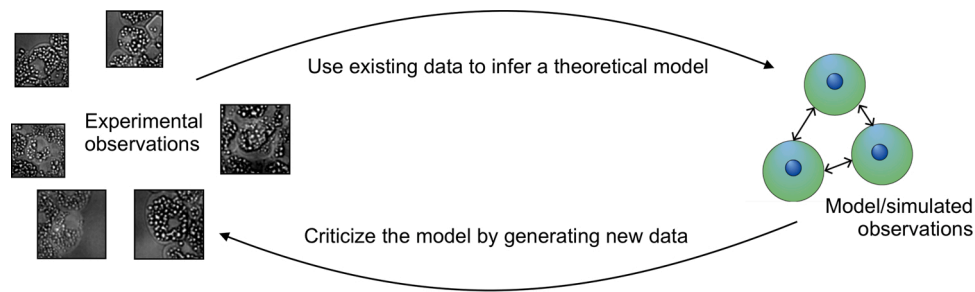 Use existing data to infer a theoretical model
Experimental
observations
Model/simulated
observations
Criticize the model by generating new data